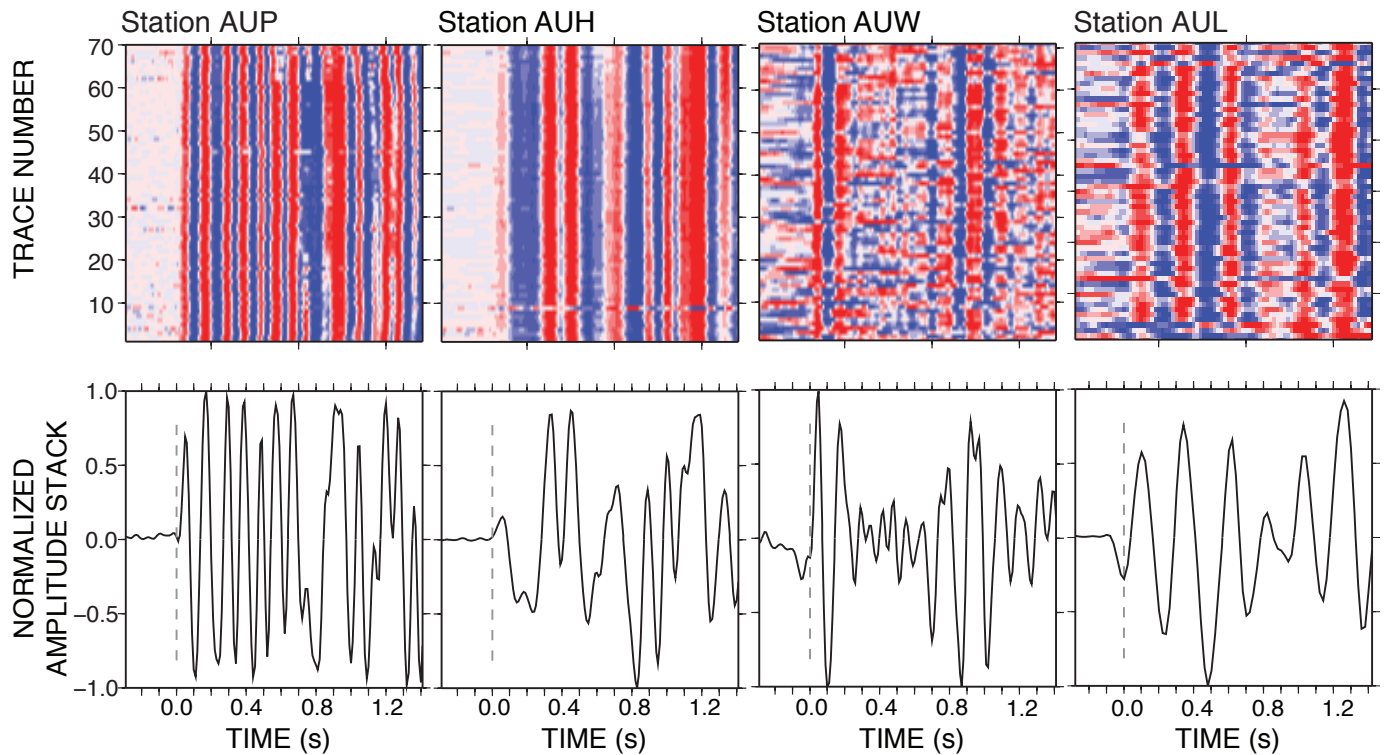 Station AUP
Station AUH
Station AUW
Station AUL
TRACE NUMBER
70
60
50
40
30
20
10
NORMALIZED
AMPLITUDE STACK
1.0
0.5
0.0
−0.5
−1.0
0.0 0.4 0.8 1.2
0.0 0.4 0.8 1.2
0.0 0.4 0.8 1.2
0.0 0.4 0.8 1.2
TIME (s)
TIME (s)
TIME (s)
TIME (s)